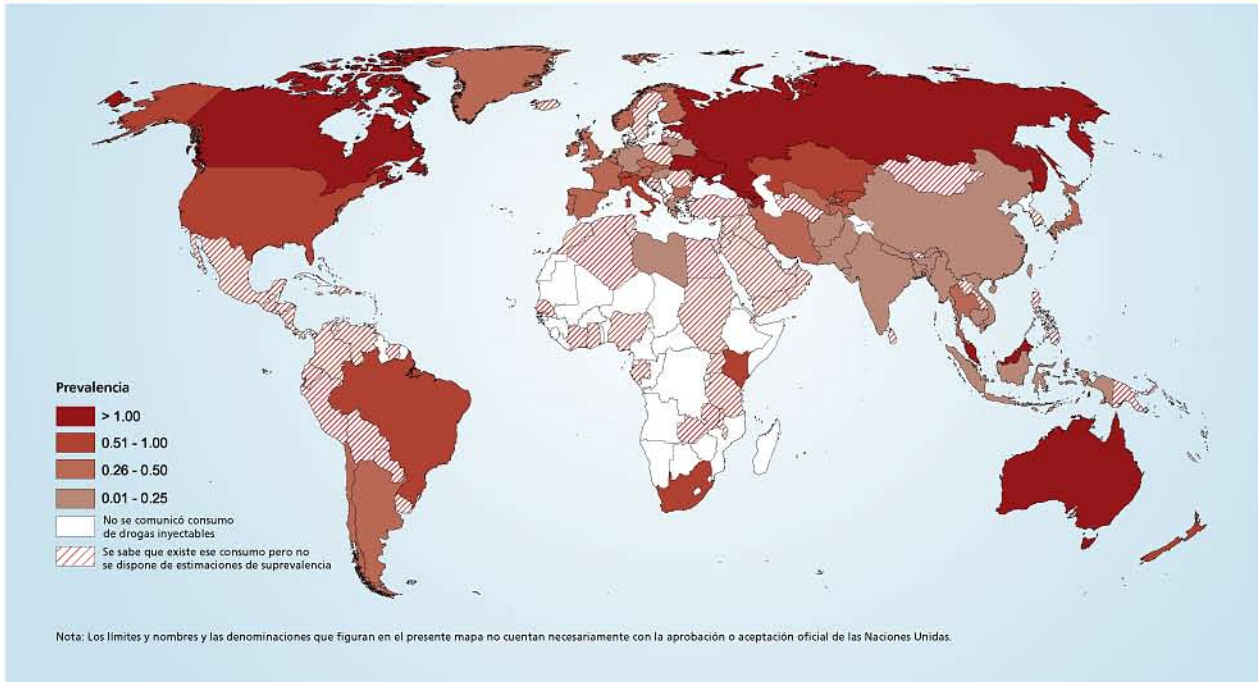 Prevalencia
> 1.00
0.51 - 1.00
0.26 - 0.50
0.01 - 0.25
No se comunicó consumo
de drogas inyectables
Se sabe que existe ese consumo pero no
se dispone de estimaciones de suprevalencia
Nota: Los límites y nombres y las denominaciones que figuran en el presente mapa no cuentan necesariamente con la aprobación o aceptación oficial de las Naciones Unidas.